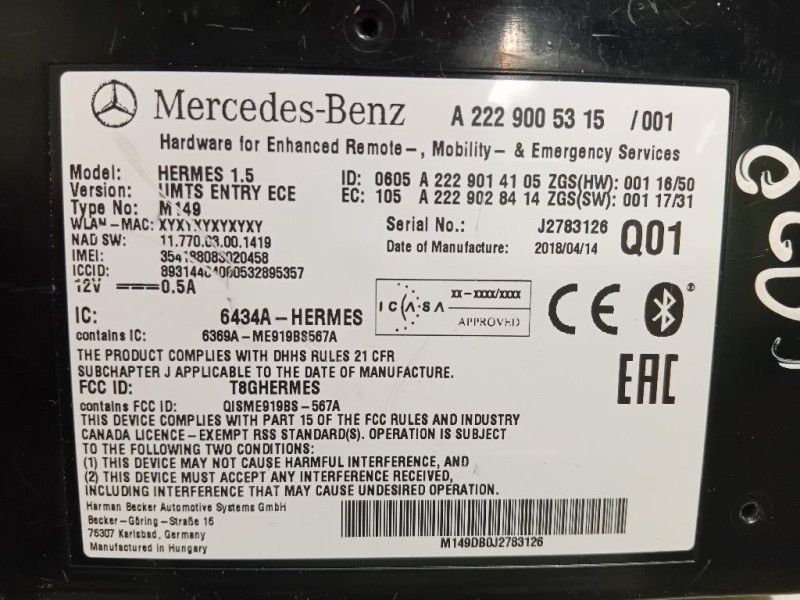 Mercedes-Benz A 222 900 53 15 /001
Hardware for Enhanced Remote-, Mobility- & Emergency Services
Model: HERMES 1.5 ID: 0605 A 222 901 41 05 ZGS(HW): 001 16/50
Version: UMTS ENTRY ECE EC: 105 A 222 902 84 14 ZGS(SW): 001 17/31
Type No: M149
WLAN-MAC: XYXYXYXYXYXY Serial No.: J2783126 Q01
NAD SW: 11.770.03.00.1419 Date of Manufacture: 2018/04/14
IMEI:
ICCID:
12V 0.5A
IC: 6434A-HERMES
contains IC: 6369A-ME919BS567A
ICASA XX-XXXX/XXXX
APPROVED
CE
EAC
THE PRODUCT COMPLIES WITH DHHS RULES 21 CFR
SUBCHAPTER J APPLICABLE TO THE DATE OF MANUFACTURE.
FCC ID: T8GHERMES
contains FCC ID: QISME919BS-567A
THIS DEVICE COMPLIES WITH PART 15 OF THE FCC RULES AND INDUSTRY
CANADA LICENCE-EXEMPT RSS STANDARD(S). OPERATION IS SUBJECT
TO THE FOLLOWING TWO CONDITIONS:
(1) THIS DEVICE MAY NOT CAUSE HARMFUL INTERFERENCE, AND
(2) THIS DEVICE MUST ACCEPT ANY INTERFERENCE RECEIVED,
INCLUDING INTERFERENCE THAT MAY CAUSE UNDESIRED OPERATION.
Harman Becker Automotive Systems GmbH
Becker-Göring-Straße 16
76307 Karlsbad, Germany
Manufactured in Hungary
M149DB0J2783126